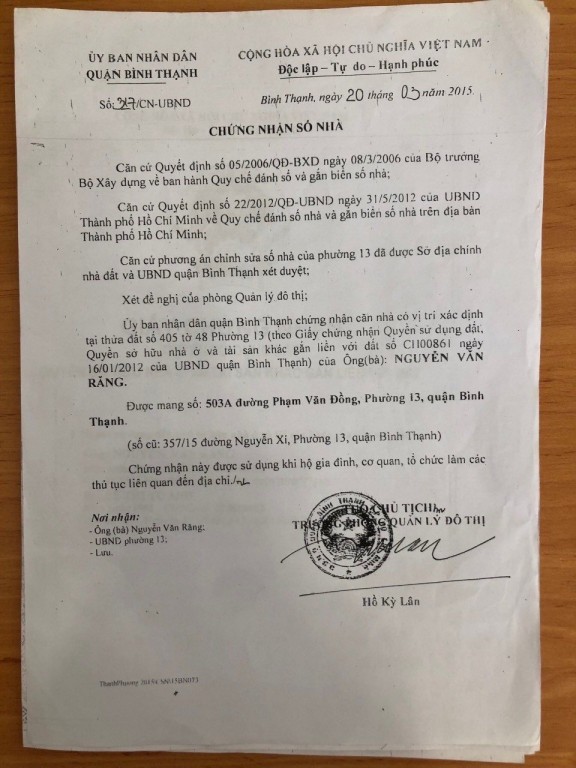 ỦY BAN NHÂN DÂN
QUẬN BÌNH THẠNH
CỘNG HÒA XÃ HỘI CHỦ NGHĨA VIỆT NAM
Độc lập – Tự do – Hạnh phúc
Số: 317/CN-UBND
Bình Thạnh, ngày 20 tháng 03 năm 2015
CHỨNG NHẬN SỐ NHÀ
Căn cứ Quyết định số 05/2006/QĐ-BXD ngày 08/3/2006 của Bộ trưởng
Bộ Xây dựng về ban hành Quy chế đánh số và gắn biển số nhà;
Căn cứ Quyết định số 22/2012/QĐ-UBND ngày 31/5/2012 của UBND
Thành phố Hồ Chí Minh về Quy chế đánh số nhà và gắn biển số nhà trên địa bàn
Thành phố Hồ Chí Minh;
Căn cứ phương án chỉnh sửa số nhà của phường 13 đã được Sở địa chính
nhà đất và UBND quận Bình Thạnh xét duyệt;
Xét đề nghị của phòng Quản lý đô thị;
Ủy ban nhân dân quận Bình Thạnh chứng nhận căn nhà có vị trí xác định
tại thửa đất số 405 tờ 48 Phường 13 (theo Giấy chứng nhận Quyền sử dụng đất,
Quyền sở hữu nhà ở và tài sản khác gắn liền với đất số CH00861 ngày
16/01/2012 của UBND quận Bình Thạnh) của Ông(bà): NGUYỄN VĂN
RĂNG.
Được mang số: 503A đường Phạm Văn Đồng, Phường 13, quận Bình
Thạnh.
(số cũ: 357/15 đường Nguyễn Xi, Phường 13, quận Bình Thạnh)
Chứng nhận này được sử dụng khi hộ gia đình, cơ quan, tổ chức làm các
thủ tục liên quan đến địa chỉ./
Nơi nhận:
- Ông (bà) Nguyễn Văn Răng;
- UBND phường 13;
- Lưu.
CHỦ TỊCH
TRƯỞNG PHÒNG QUẢN LÝ ĐÔ THỊ
Hồ Kỳ Lân